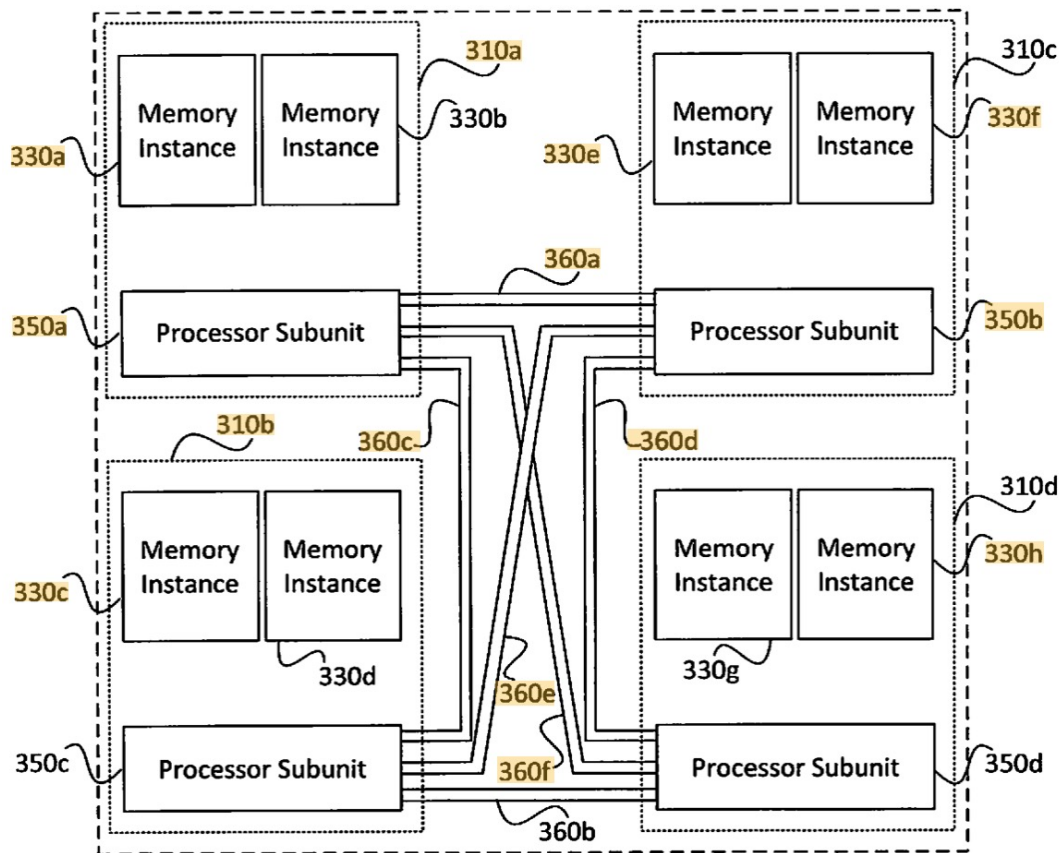 310a
310c
Memory Instance
Memory Instance
330b
330a
Memory Instance
Memory Instance
330f
330e
360a
350a
Processor Subunit
Processor Subunit
350b
310b
360c
360d
310d
Memory Instance
Memory Instance
330c
330d
Memory Instance
Memory Instance
330h
330g
360e
360f
350c
Processor Subunit
Processor Subunit
350d
360b